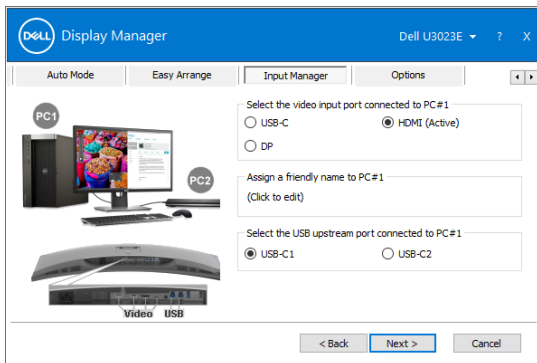 DELL Display Manager Dell U3023E ? X
Auto Mode Easy Arrange Input Manager Options
Select the video input port connected to PC#1
USB-C HDMI (Active)
DP
Assign a friendly name to PC#1
(Click to edit)
Select the USB upstream port connected to PC#1
USB-C1 USB-C2
PC1
PC2
Video USB
< Back Next > Cancel